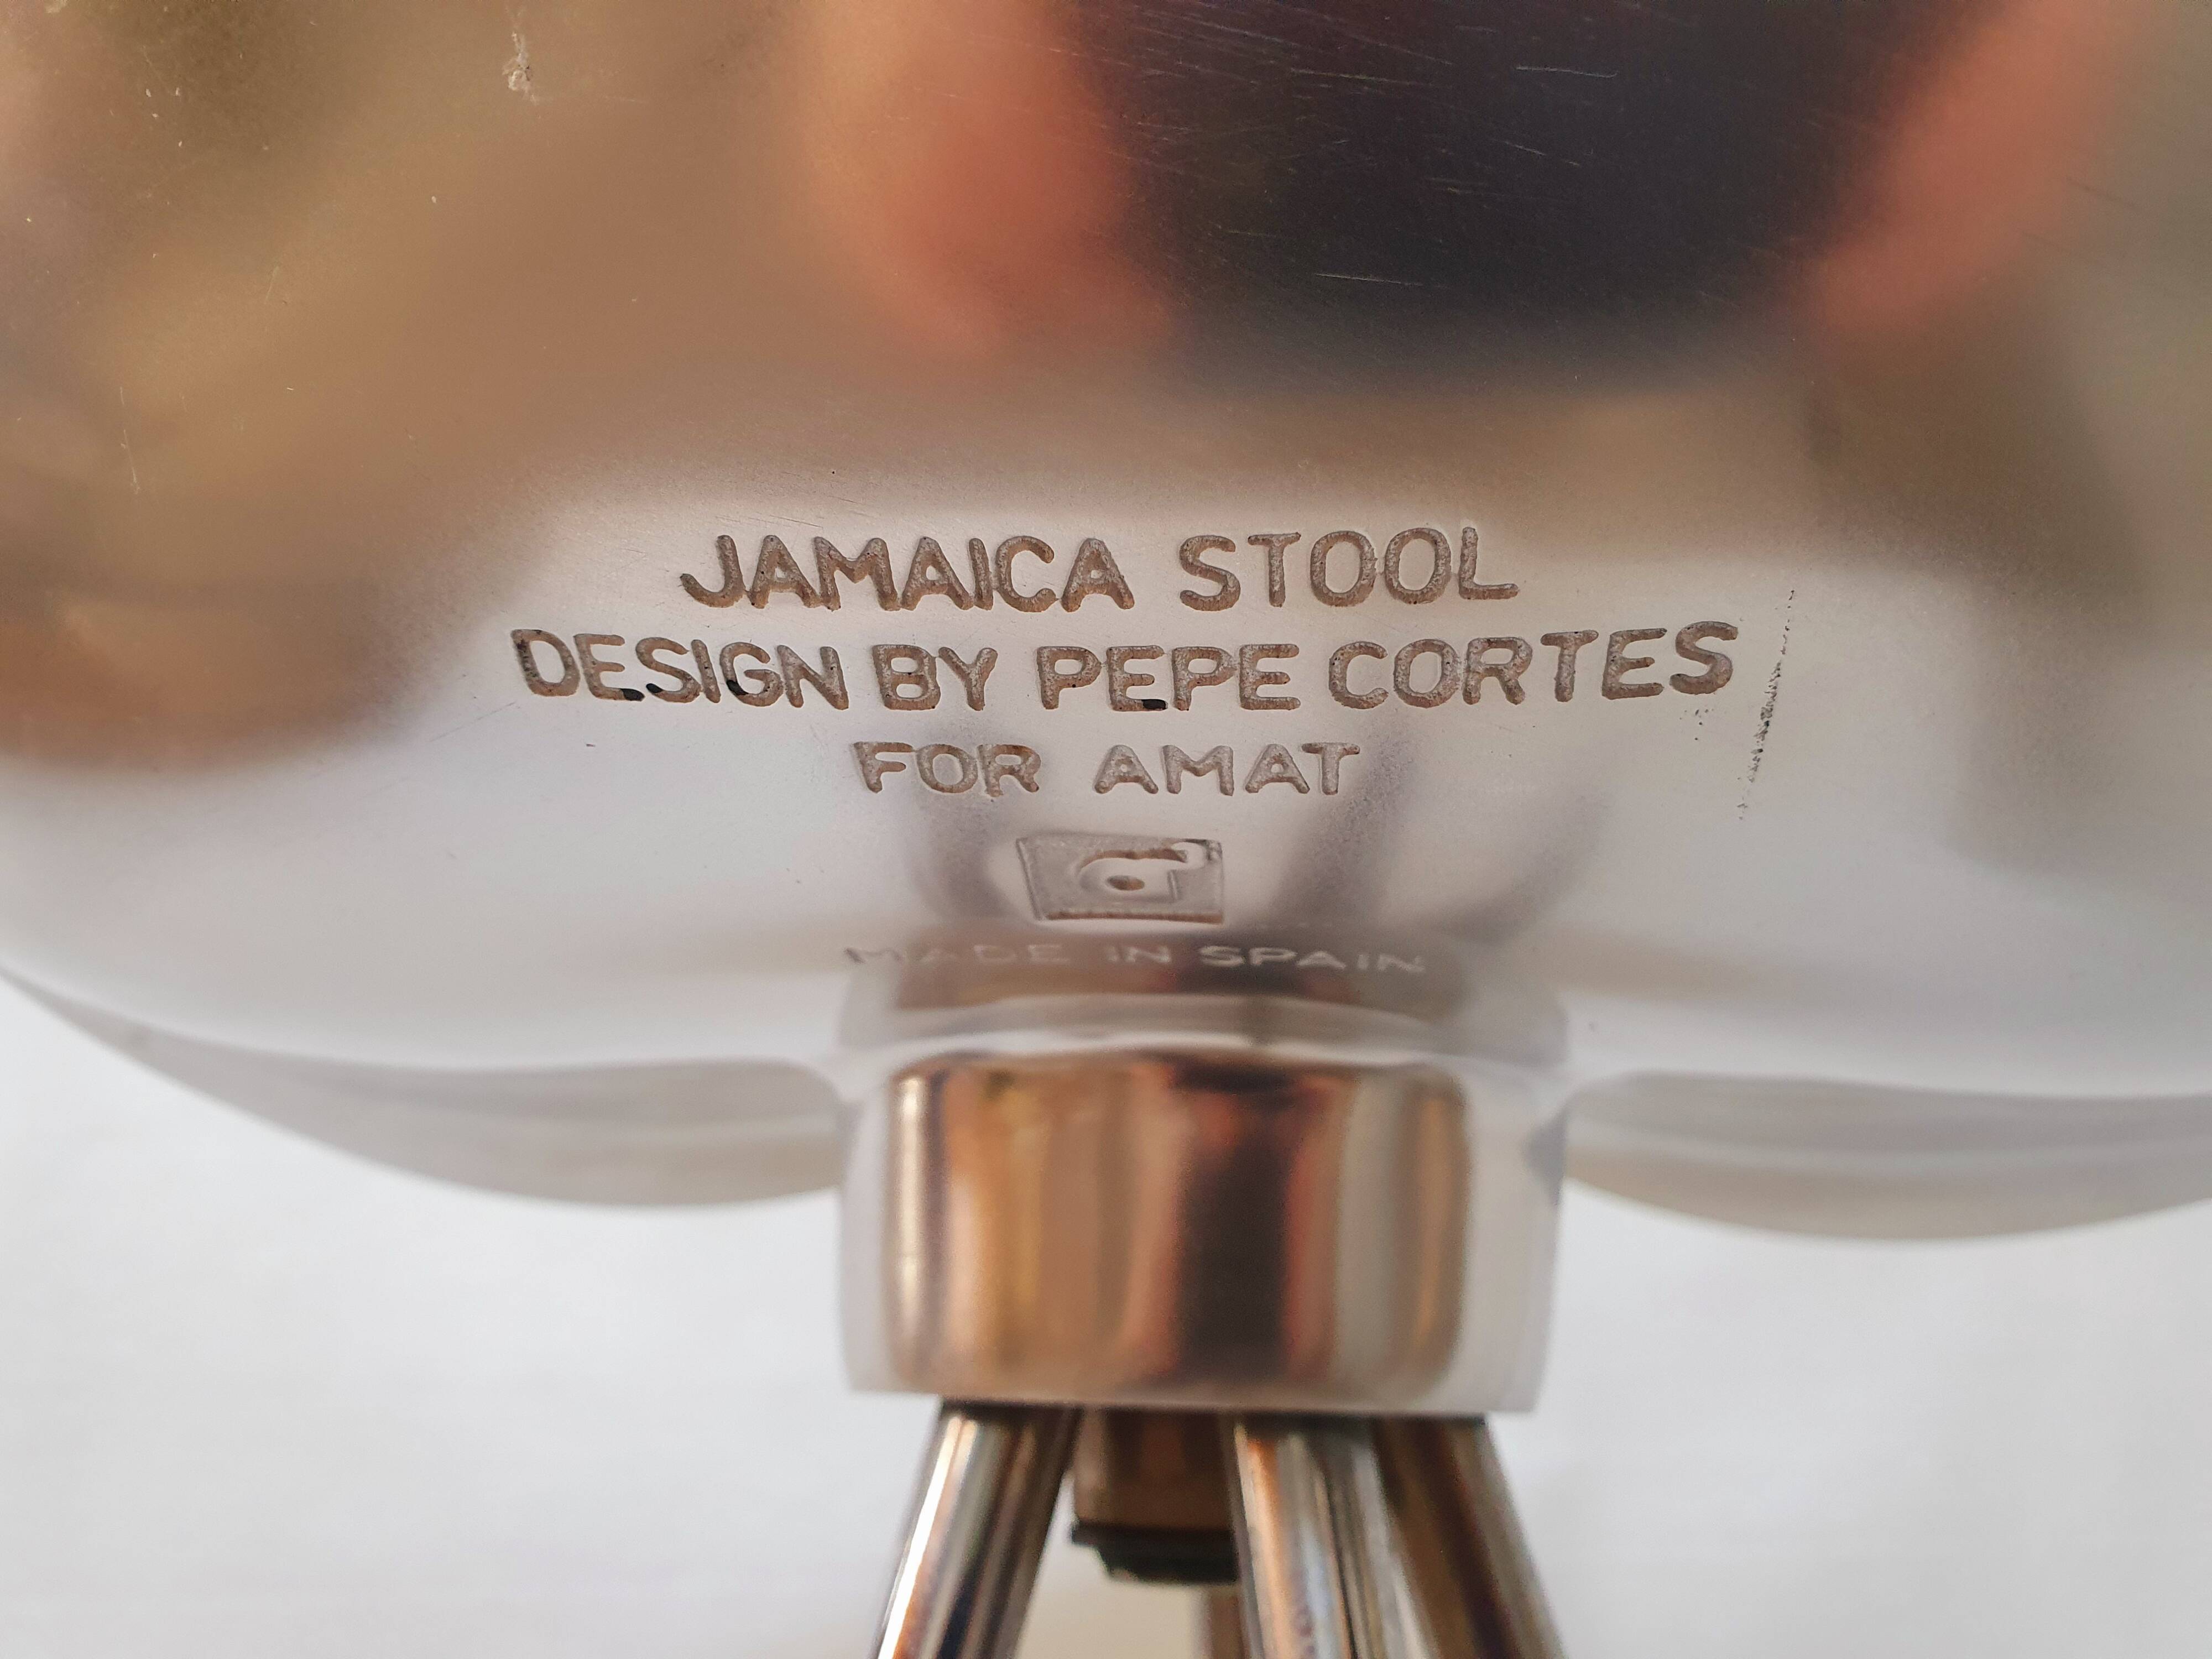 JAMAICA STOOL
DESIGN BY PEPE CORTES
FOR AMAT
a
MADE IN SPAIN